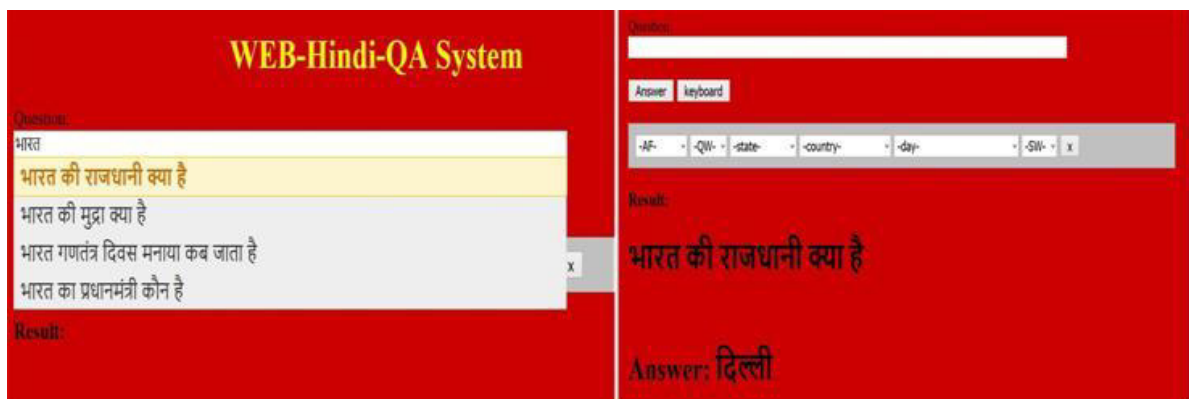 WEB-Hindi-QA System
Question:
भारत
भारत की राजधानी क्या है
भारत की मुद्रा क्या है
भारत गणतंत्र दिवस मनाया कब जाता है
भारत का प्रधानमंत्री कौन है
x
Result:
Question:
Answer keyboard
-AF- -QW- -state- -country- -day- -SW- x
Result:
भारत की राजधानी क्या है
Answer: दिल्ली